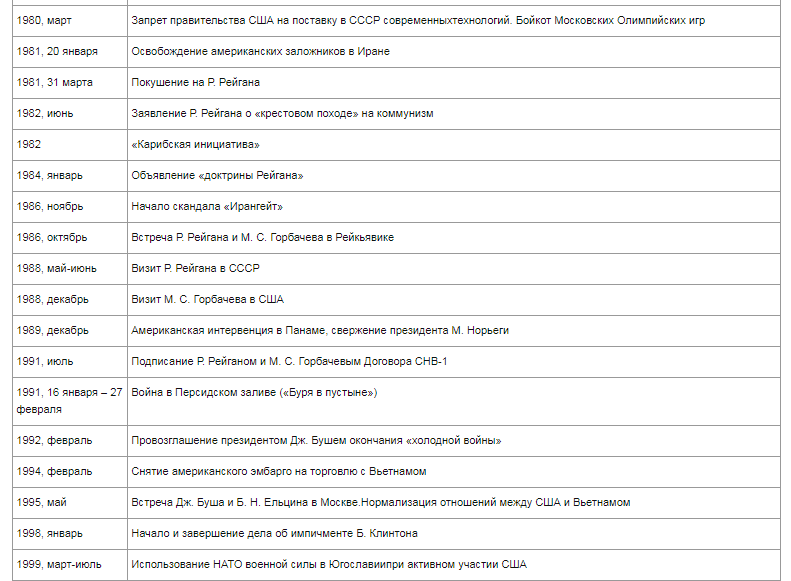 1980, март Запрет правительства США на поставку в СССР современныхтехнологий. Бойкот Московских Олимпийских игр
1981, 20 января Освобождение американских заложников в Иране
1981, 31 марта Покушение на Р. Рейгана
1982, июнь Заявление Р. Рейгана о «крестовом походе» на коммунизм
1982 «Карибская инициатива»
1984, январь Объявление «доктрины Рейгана»
1986, ноябрь Начало скандала «Ирангейт»
1986, октябрь Встреча Р. Рейгана и М. С. Горбачева в Рейкьявике
1988, май-июнь Визит Р. Рейгана в СССР
1988, декабрь Визит М. С. Горбачева в США
1989, декабрь Американская интервенция в Панаме, свержение президента М. Норьеги
1991, июль Подписание Р. Рейганом и М. С. Горбачевым Договора СНВ-1
1991, 16 января – 27 Война в Персидском заливе («Буря в пустыне»)
февраля
1992, февраль Провозглашение президентом Дж. Бушем окончания «холодной войны»
1994, февраль Снятие американского эмбарго на торговлю с Вьетнамом
1995, май Встреча Дж. Буша и Б. Н. Ельцина в Москве.Нормализация отношений между США и Вьетнамом
1998, январь Начало и завершение дела об импичменте Б. Клинтона
1999, март-июль Использование НАТО военной силы в Югославиипри активном участии США